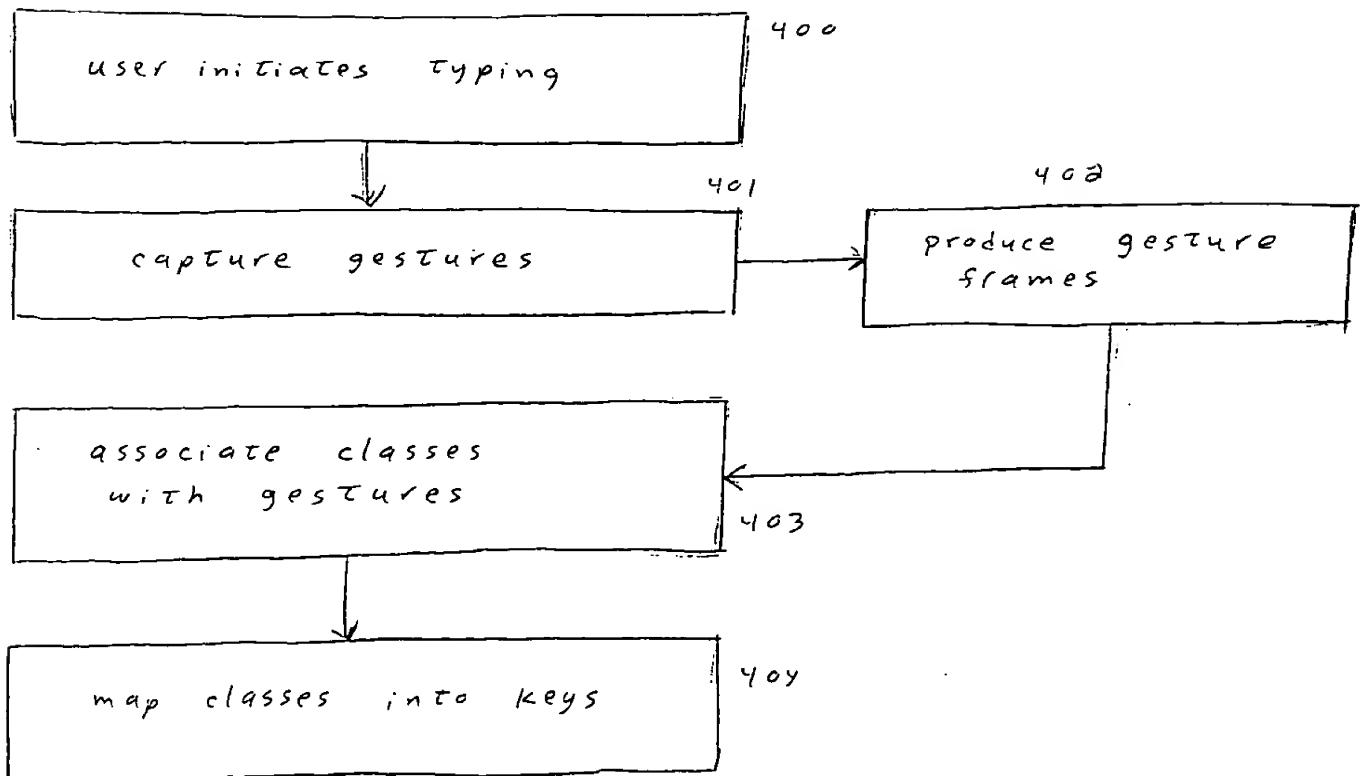 user initiates typing
400
capture gestures
401
produce gesture
frames
402
associate classes
with gestures
403
map classes into keys
404